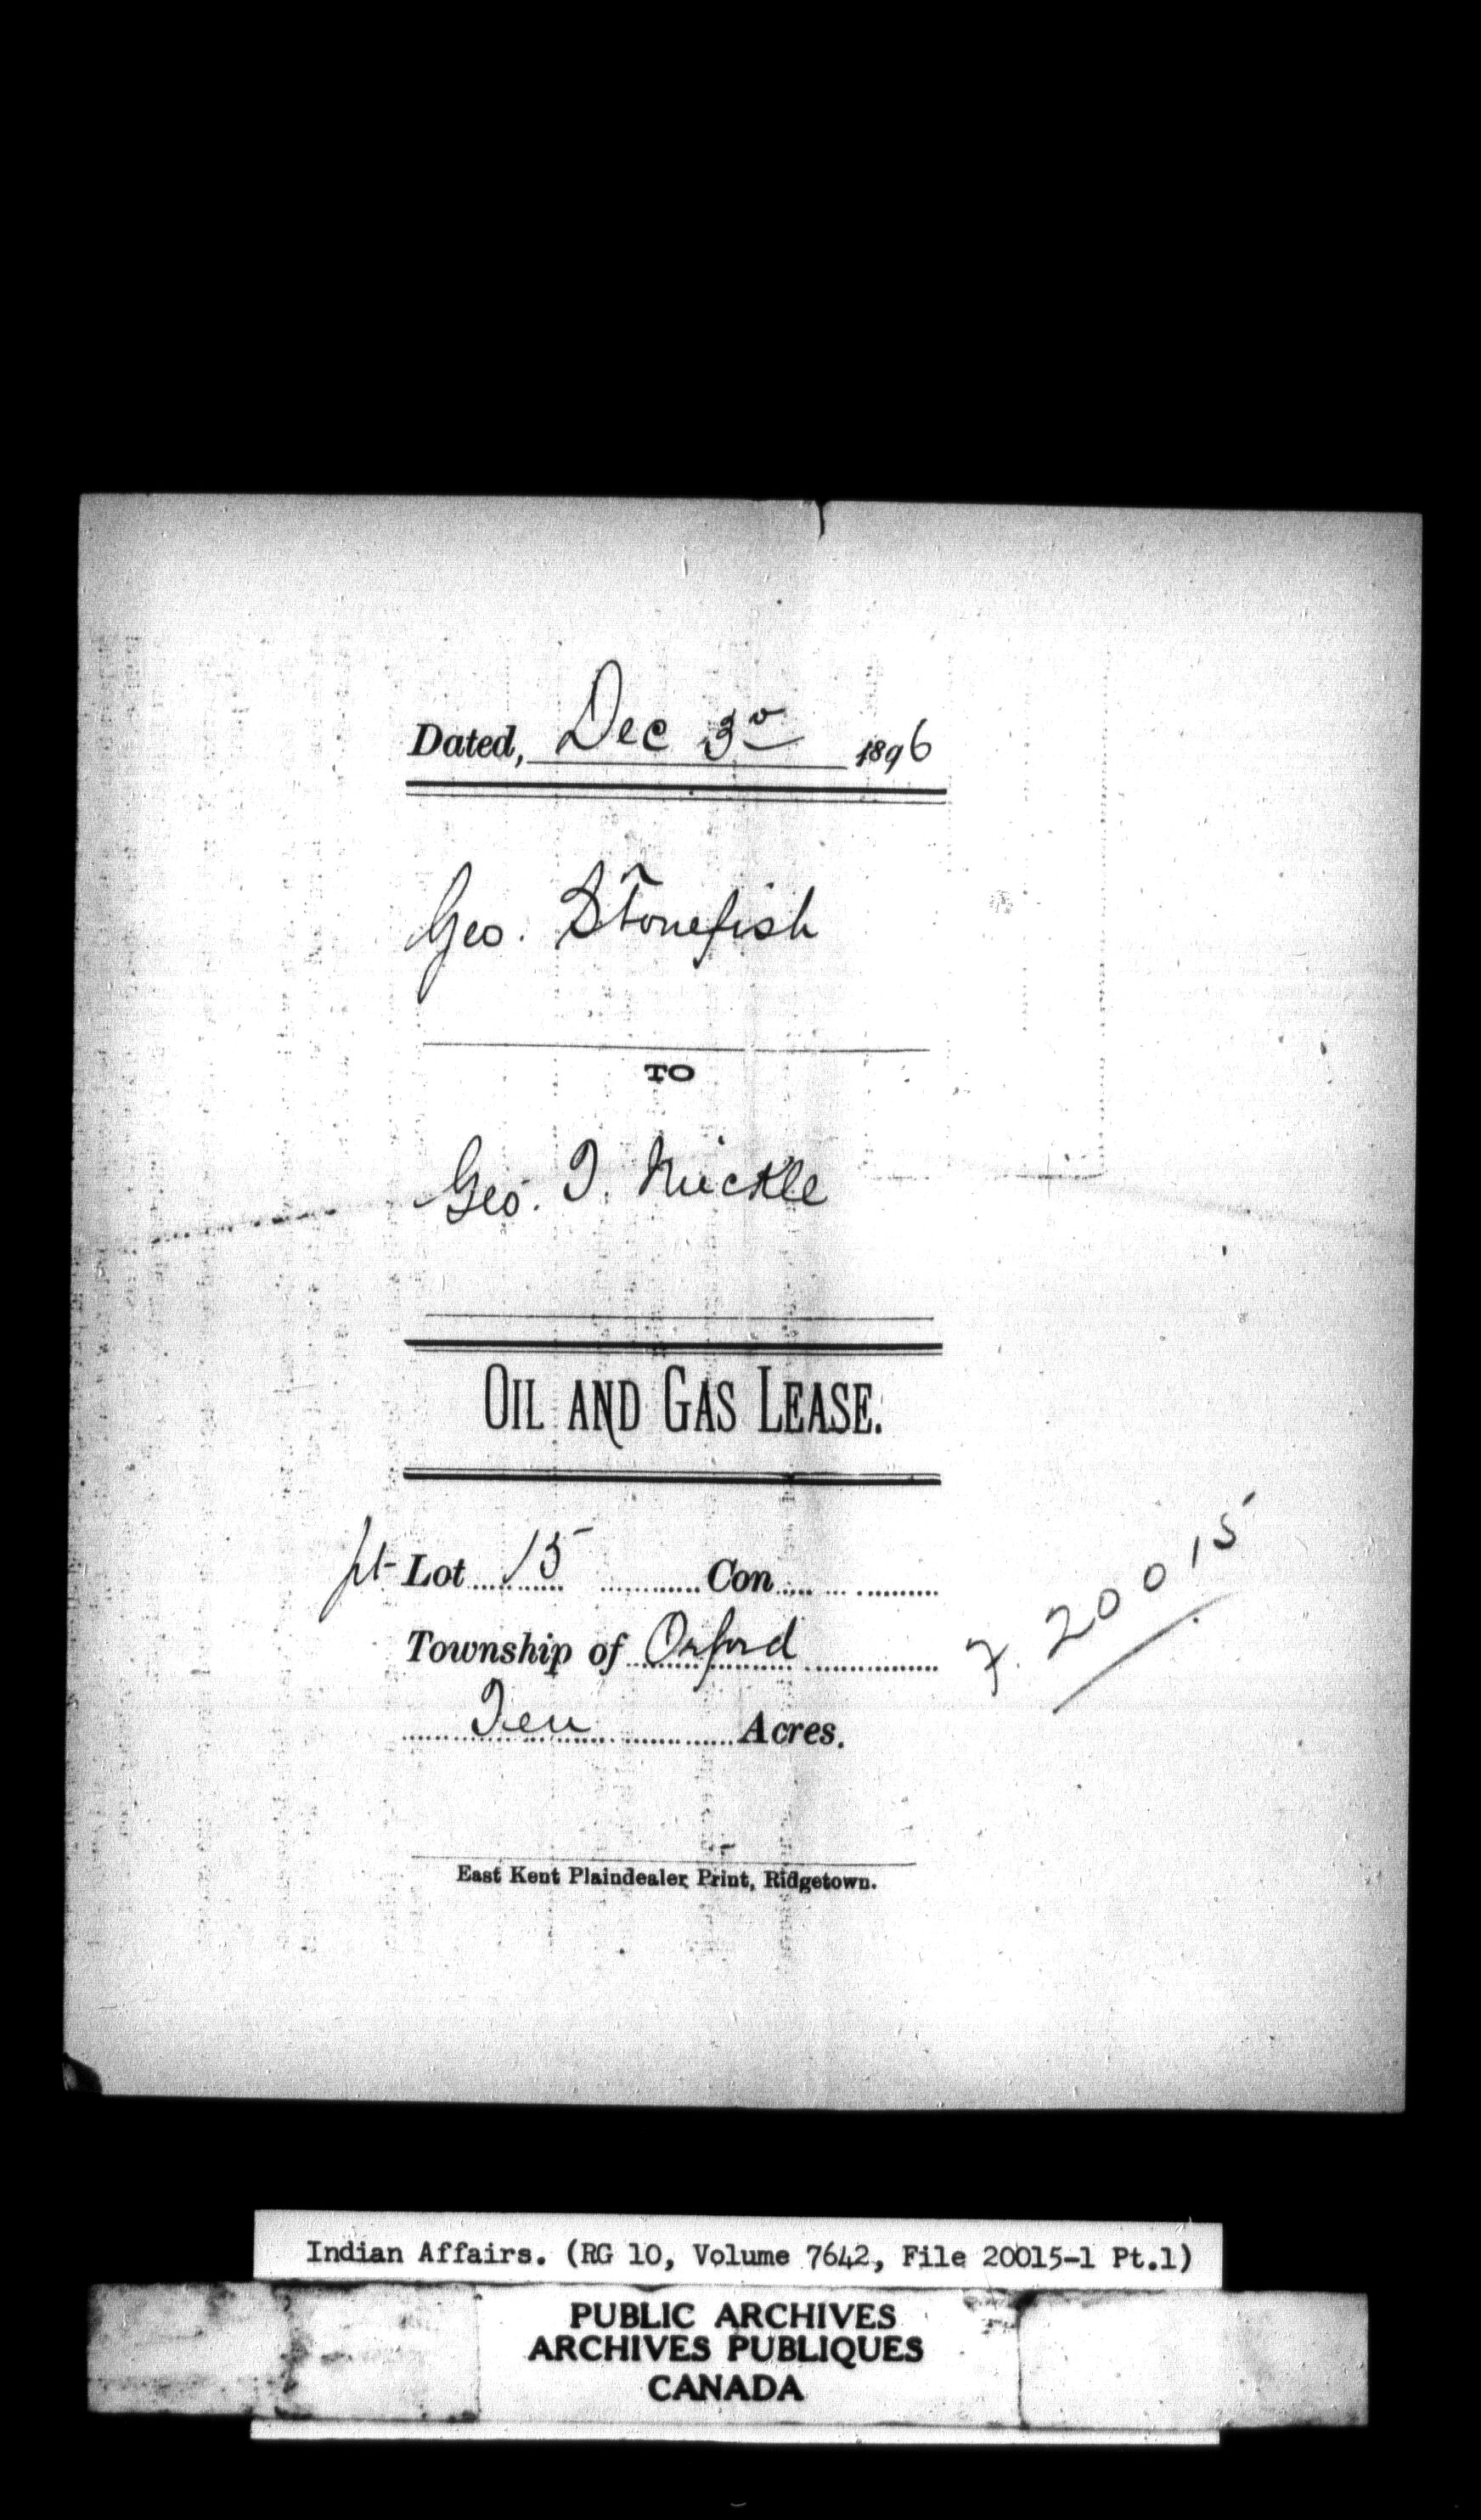 Dated, Dec 30 1896
Geo. Stonefish
TO
Geo. T. Mickle
OIL AND GAS LEASE.
pt Lot 15 Con
Township of Orford
Ten Acres.
F. 20015
East Kent Plaindealer Print, Ridgetown.
Indian Affairs. (RG 10, Volume 7642, File 20015-1 Pt.1)
PUBLIC ARCHIVES
ARCHIVES PUBLIQUES
CANADA